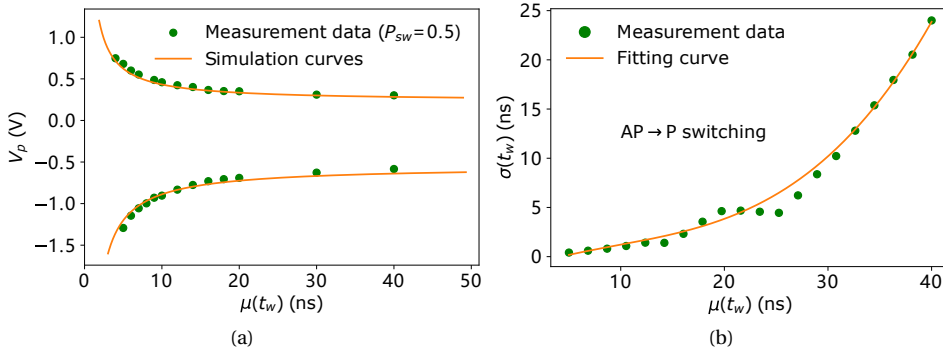 Measurement data (P_sw=0.5)
Simulation curves
V_p (V)
1.0
0.5
0.0
−0.5
−1.0
−1.5
0 10 20 30 40 50
μ(t_w) (ns)
(a)
Measurement data
Fitting curve
AP→P switching
σ(t_w) (ns)
25
20
15
10
5
0
10 20 30 40
μ(t_w) (ns)
(b)